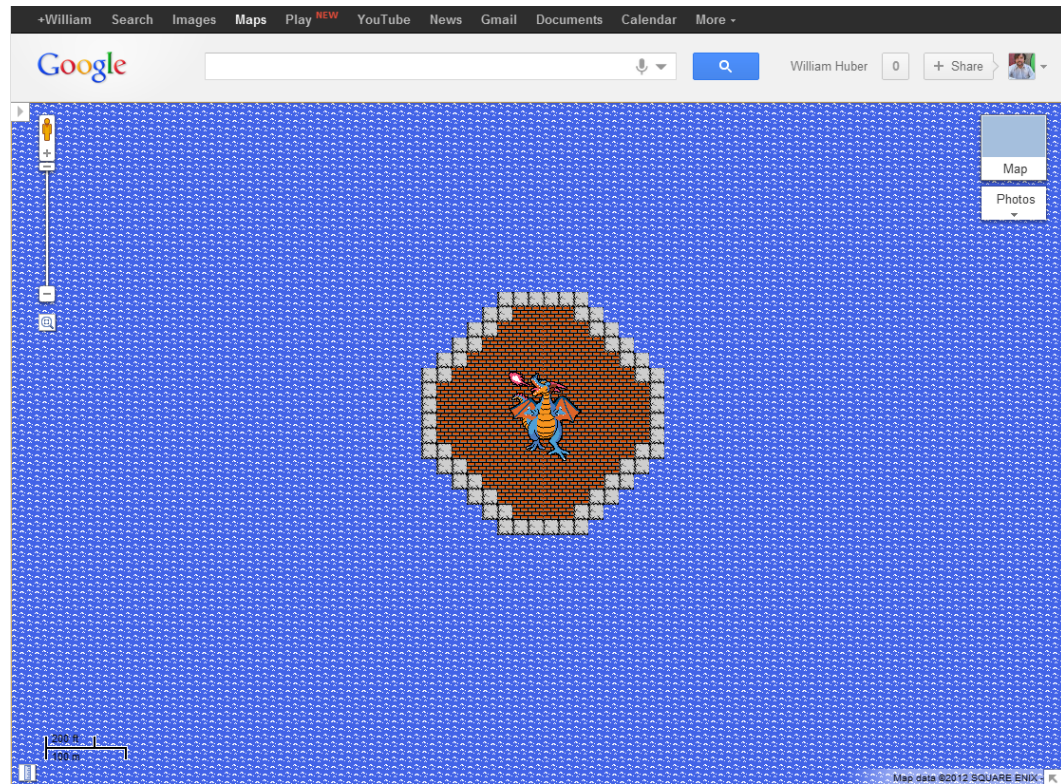 +William Search Images Maps Play NEW YouTube News Gmail Documents Calendar More
Google
William Huber 0 + Share
Map
Photos
200 ft
100 m
Map data ©2012 SQUARE ENIX -